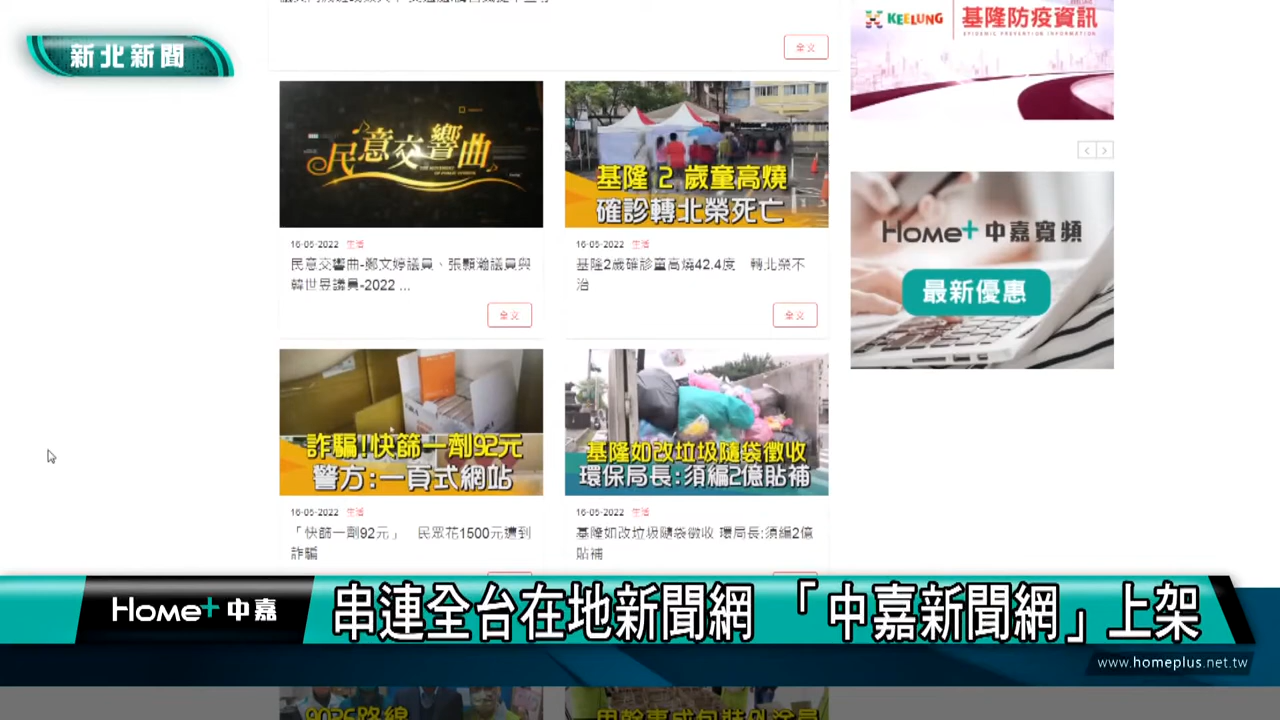 新北新聞
全文
KEELUNG
基隆防疫資訊
EPIDEMIC PREVENTION INFORMATION
民意交響曲
基隆 2 歲童高燒
確診轉北榮死亡
16-05-2022 生活
民意交響曲-鄭文婷議員、張顥瀚議員與
韓世昱議員-2022 ...
全文
16-05-2022 生活
基隆2歲確診童高燒42.4度 轉北榮不
治
全文
Home+ 中嘉寬頻
最新優惠
詐騙!快篩一劑92元
警方:一頁式網站
16-05-2022 生活
「快篩一劑92元」 民眾花1500元遭到
詐騙
基隆如改垃圾隨袋徵收
環保局長:須編2億貼補
16-05-2022 生活
基隆如改垃圾隨袋徵收 環局長:須編2億
貼補
Home+ 中嘉
串連全台在地新聞網 「中嘉新聞網」上架
www.homeplus.net.tw